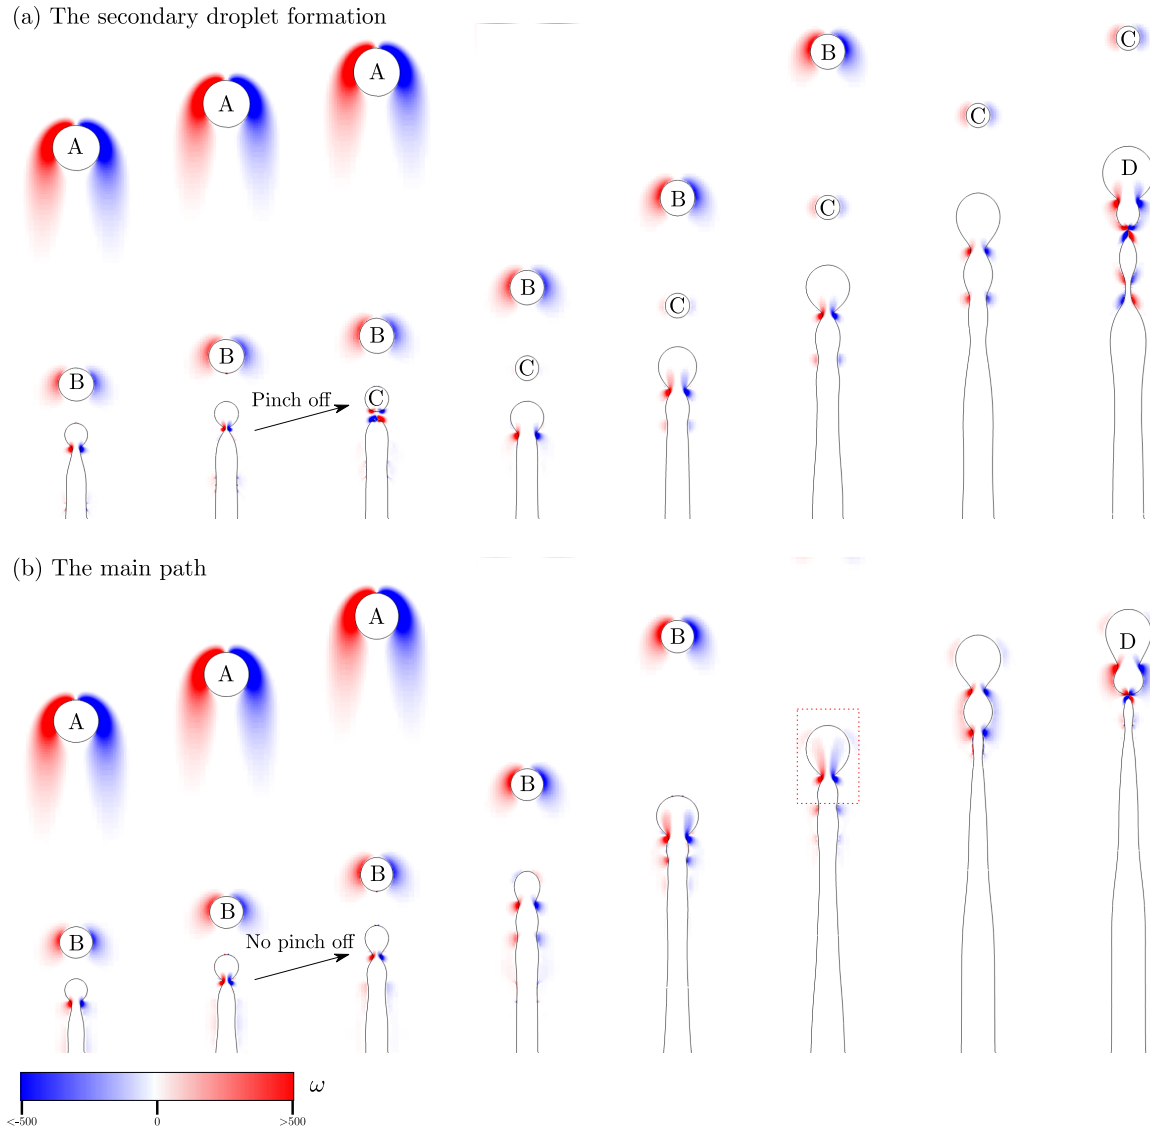 (a) The secondary droplet formation
A
A
A
B
B
B
C
Pinch off
B
C
B
C
B
C
C
C
D
(b) The main path
A
A
A
B
B
B
No pinch off
B
B
D
ω
<-500
0
>500